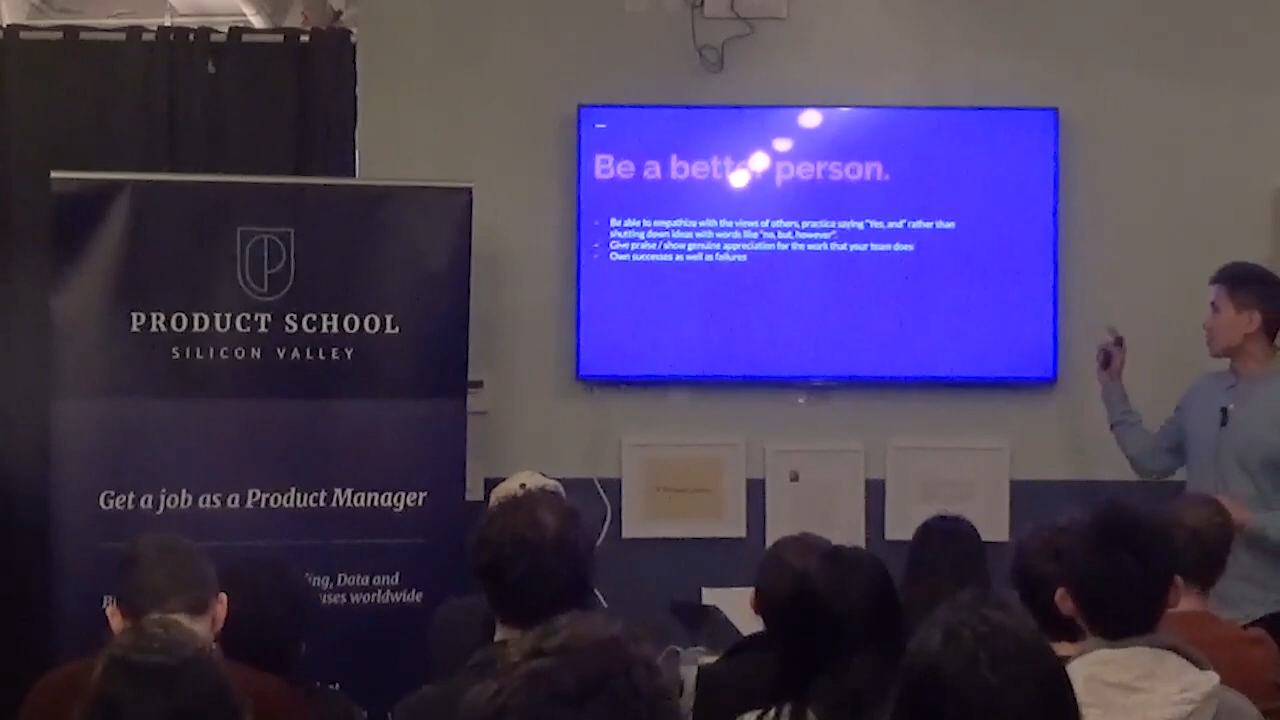 PRODUCT SCHOOL
SILICON VALLEY
Get a job as a Product Manager
ing, Data and
uses worldwide
Be a better person.
Be able to empathize with the views of others, practice saying "Yes, and" rather than
shutting down ideas with words like "no, but, however".
Give praise / show genuine appreciation for the work that your team does
Own successes as well as failures